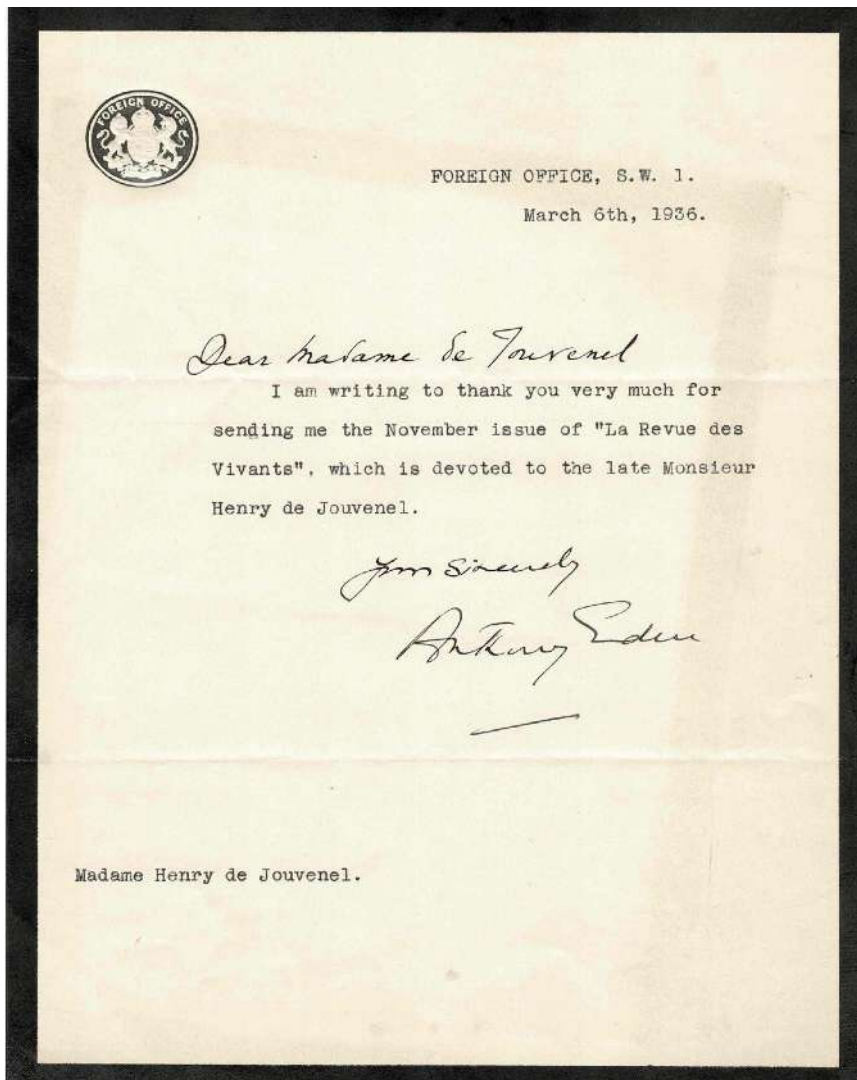 FOREIGN OFFICE
FOREIGN OFFICE, S.W. 1.
March 6th, 1936.
Dear Madame de Jouvenel
I am writing to thank you very much for
sending me the November issue of "La Revue des
Vivants", which is devoted to the late Monsieur
Henry de Jouvenel.
Yours sincerely
Anthony Eden
Madame Henry de Jouvenel.